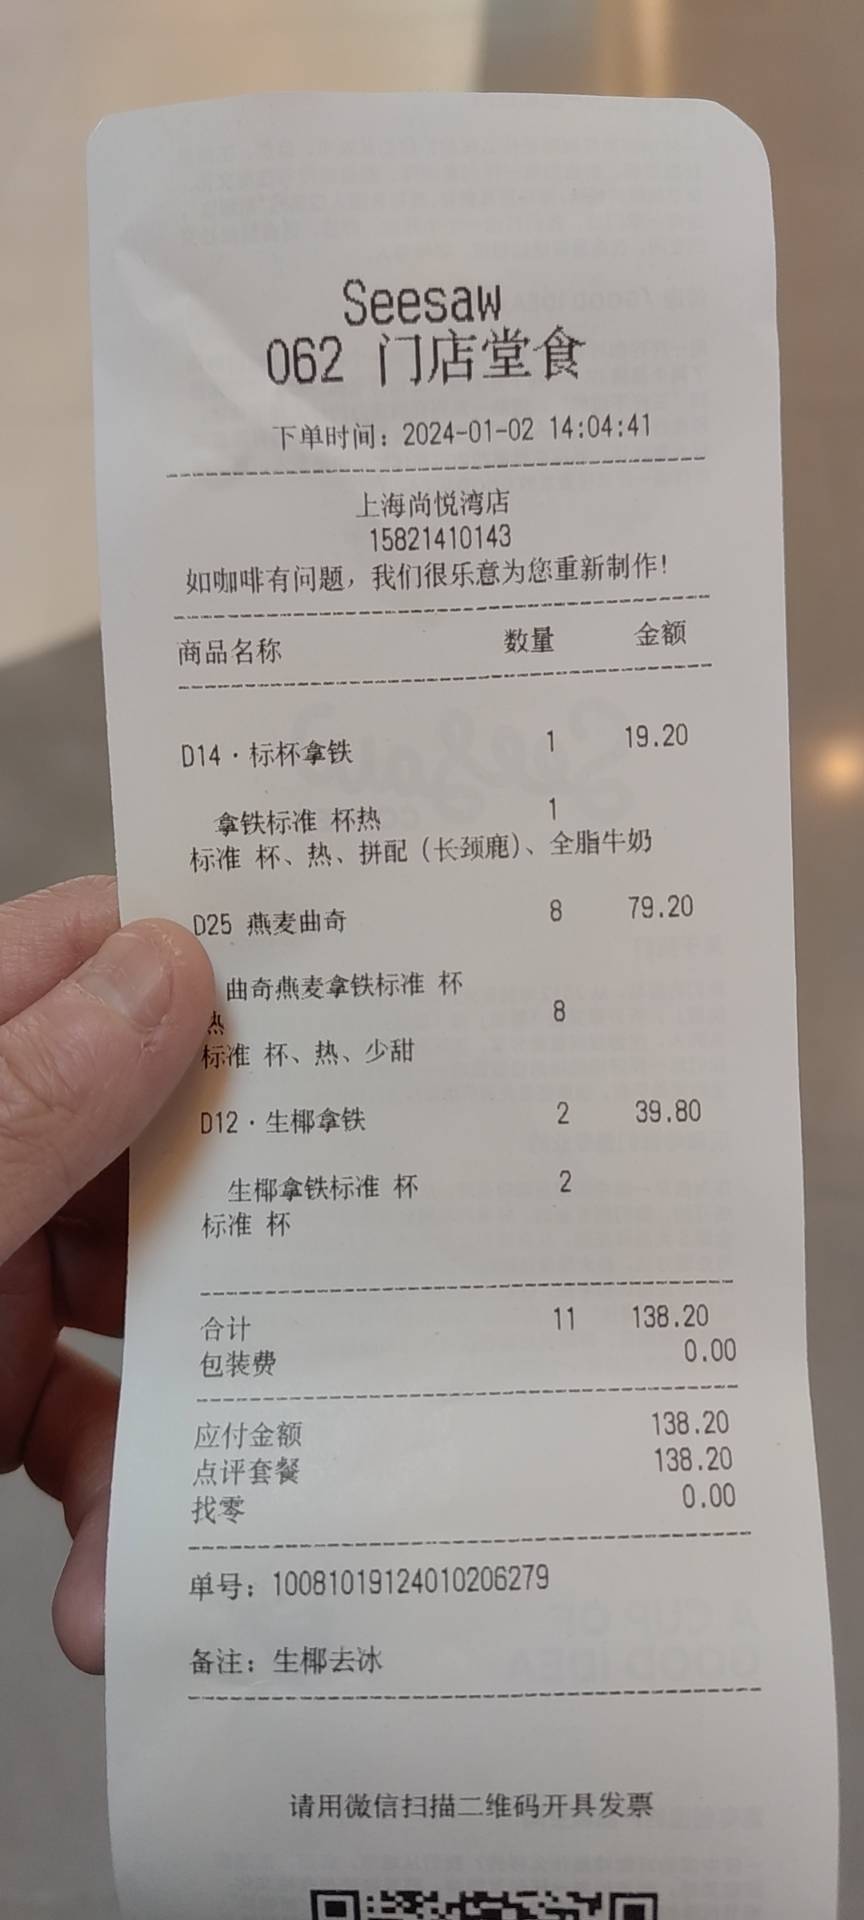 Seesaw
062 门店堂食
下单时间：2024-01-02 14:04:41
上海尚悦湾店
15821410143
如咖啡有问题，我们很乐意为您重新制作！
商品名称 数量 金额
D14·标杯拿铁 1 19.20
拿铁标准 杯热 1
标准 杯、热、拼配（长颈鹿）、全脂牛奶
D25 燕麦曲奇 8 79.20
曲奇燕麦拿铁标准 杯
热 8
标准 杯、热、少甜
D12·生椰拿铁 2 39.80
生椰拿铁标准 杯 2
标准 杯
合计 11 138.20
包装费 0.00
应付金额 138.20
点评套餐 138.20
找零 0.00
单号：10081019124010206279
备注：生椰去冰
请用微信扫描二维码开具发票